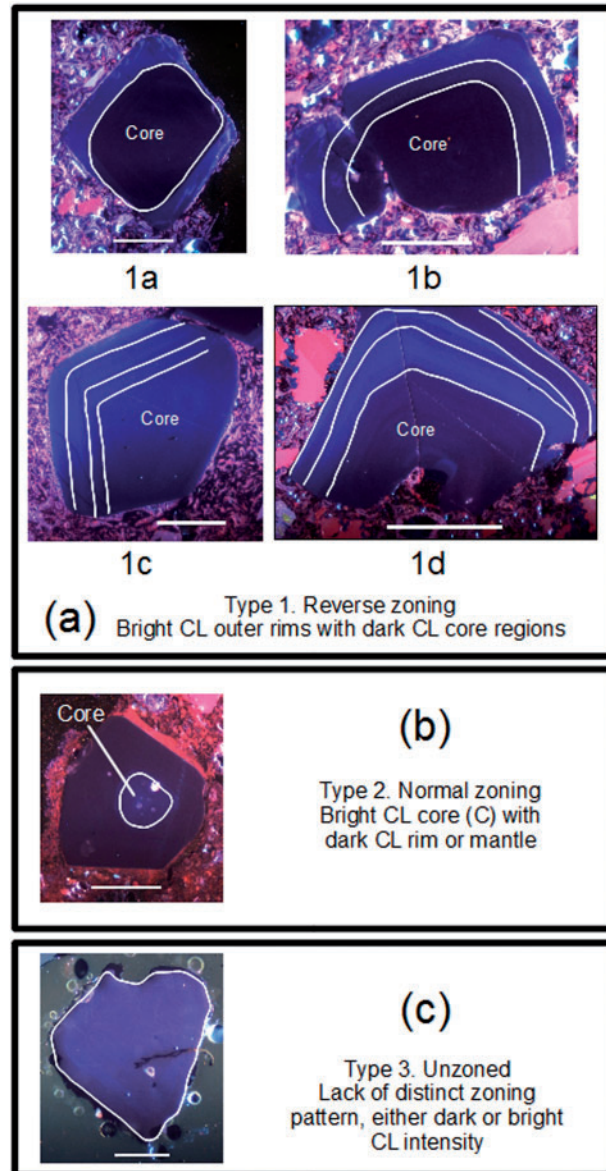 Core
Core
1a
1b
Core
Core
1c
1d
(a)
Type 1. Reverse zoning
Bright CL outer rims with dark CL core regions
Core
(b)
Type 2. Normal zoning
Bright CL core (C) with
dark CL rim or mantle
(c)
Type 3. Unzoned
Lack of distinct zoning
pattern, either dark or bright
CL intensity